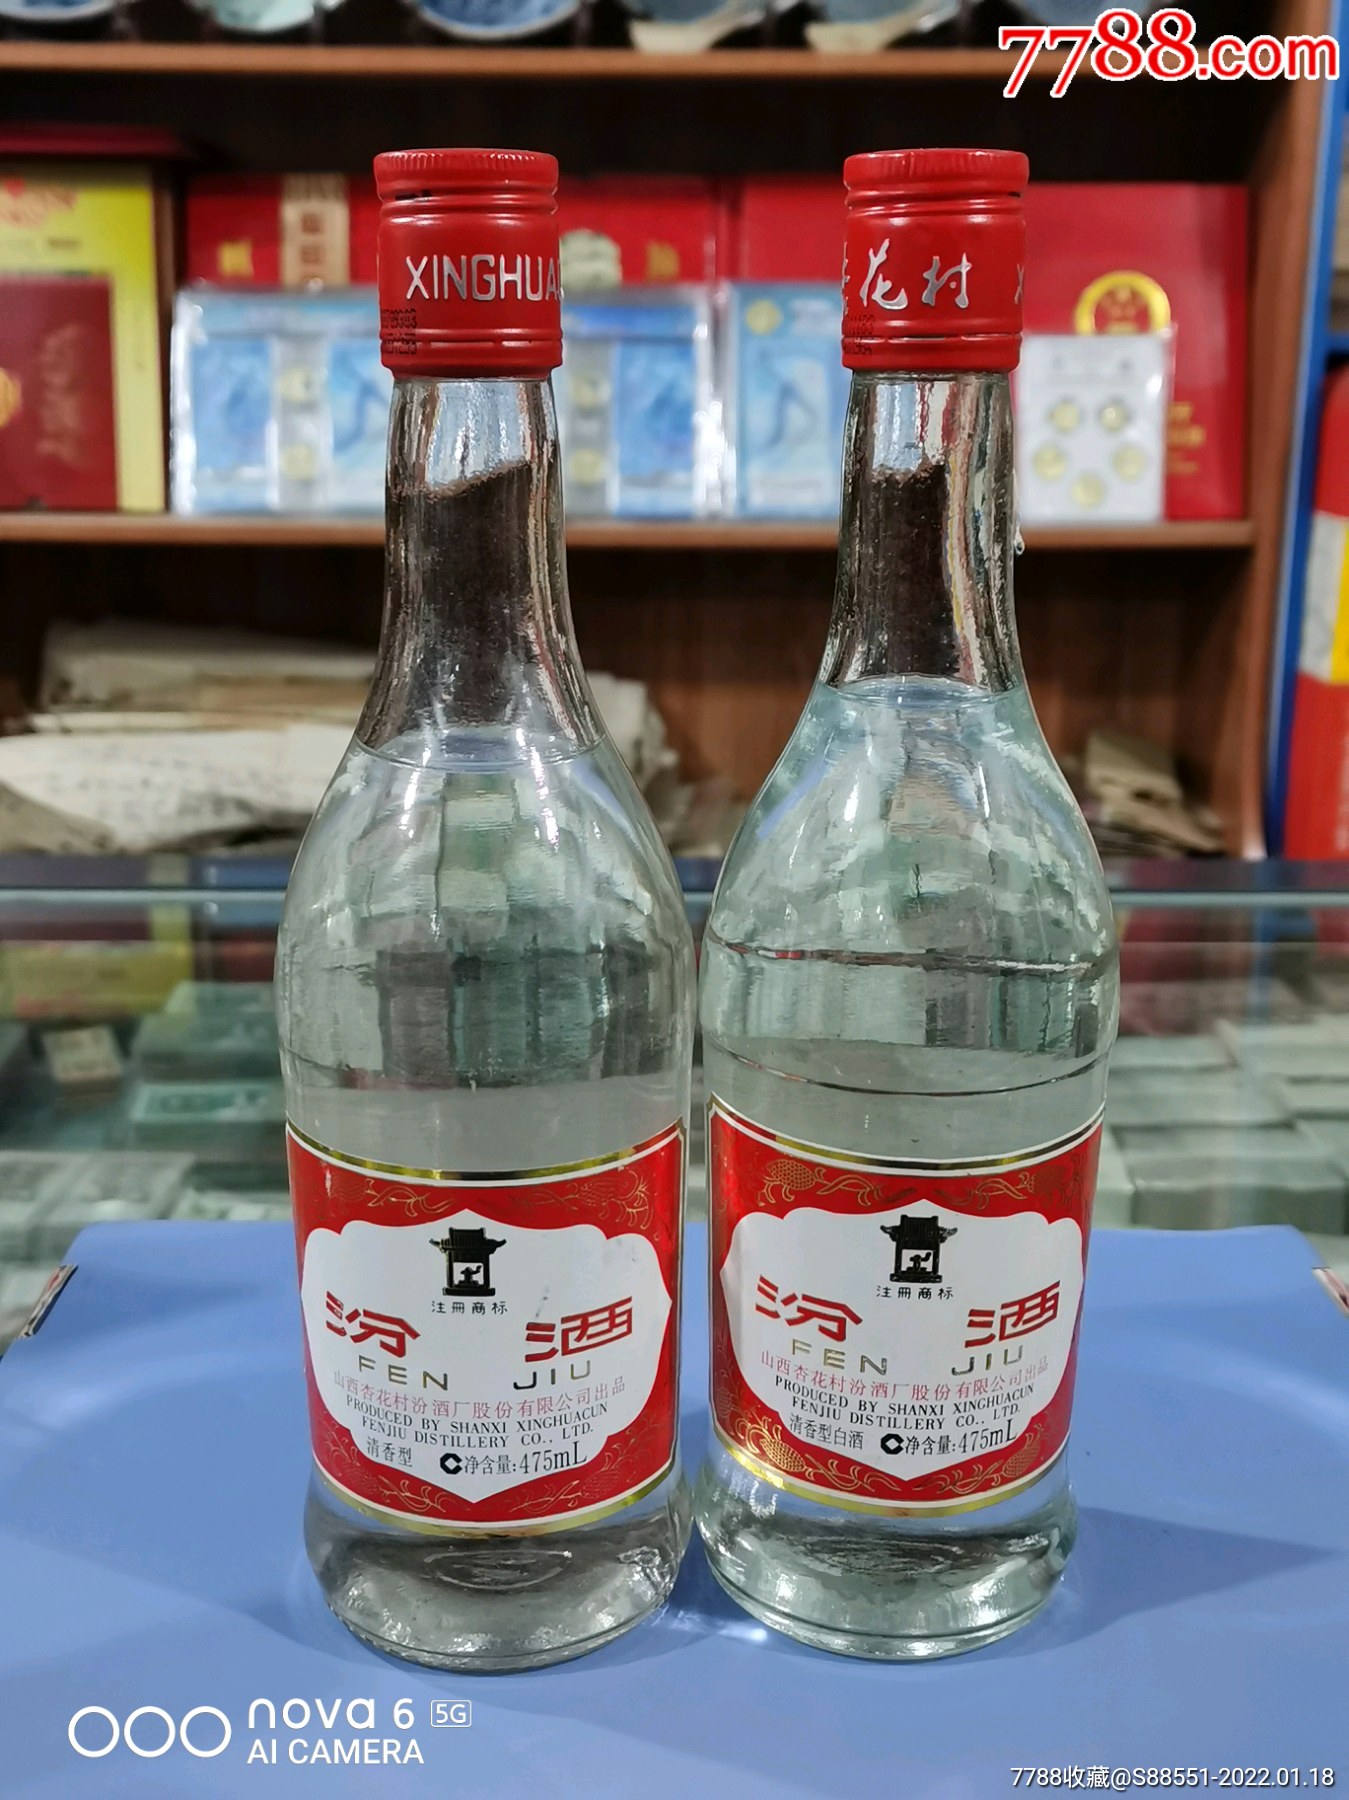 7788.com
XINGHUA
花村
注册商标
汾 酒
FEN JIU
山西杏花村汾酒厂股份有限公司出品
PRODUCED BY SHANXI XINGHUACUN
FENJIU DISTILLERY CO., LTD.
清香型 净含量:475mL
注册商标
汾 酒
FEN JIU
山西杏花村汾酒厂股份有限公司出品
PRODUCED BY SHANXI XINGHUACUN
FENJIU DISTILLERY CO., LTD.
清香型白酒 净含量:475mL
nova 6 5G
AI CAMERA
7788收藏@S88551-2022.01.18